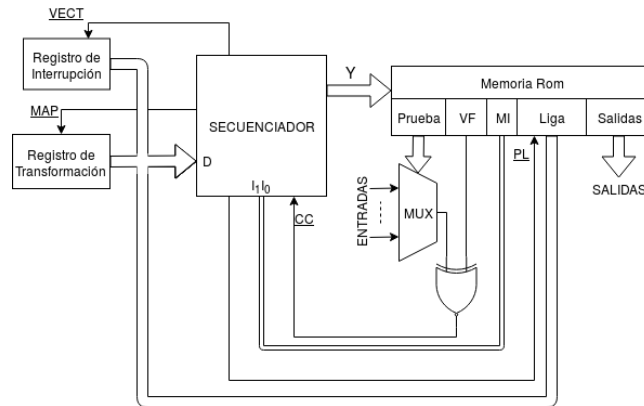 VECT
Registro de
Interrupción
MAP
Registro de
Transformación
SECUENCIADOR
D
I1I0
CC
Y
Memoria Rom
Prueba
VF
MI
Liga
Salidas
PL
ENTRADAS
MUX
SALIDAS